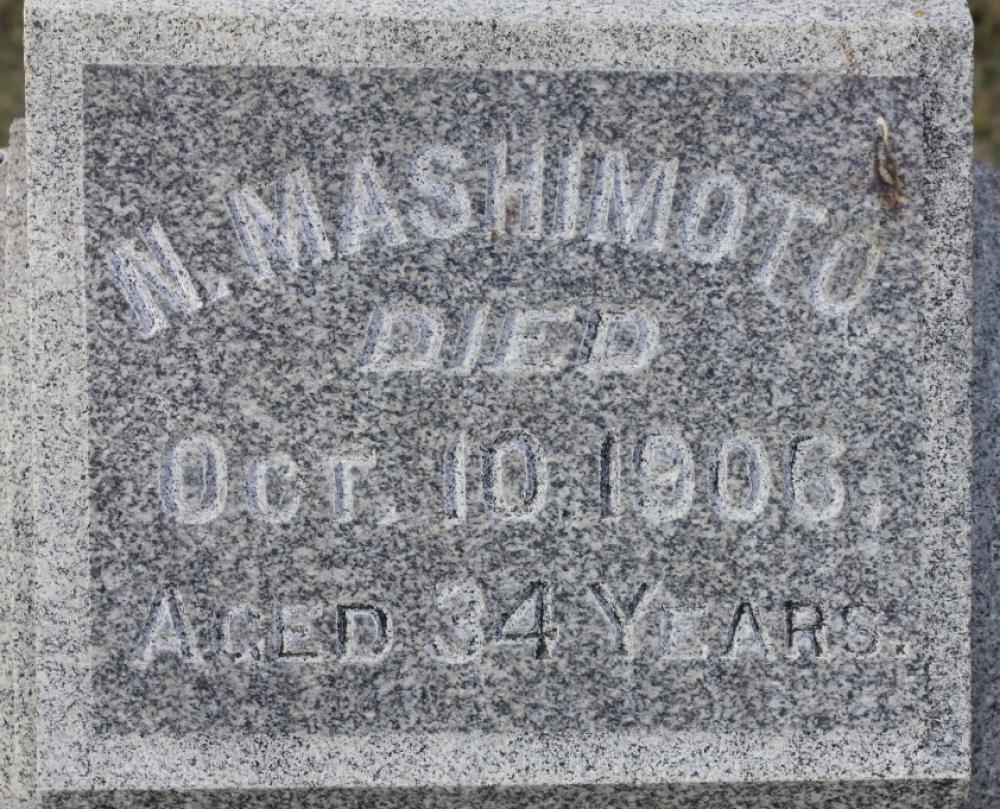 N. MASHIMOTO.
DIED
OCT. 10, 1906,
AGED 34 YEARS.